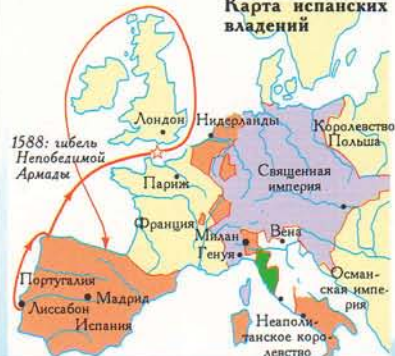 Карта испанских
владений
Лондон
Нидерланды
Королевство
Польша
1588: гибель
Непобедимой
Армады
Священная
империя
Париж
Франция
Вена
Милан
Генуя
Осман-
ская импе-
рия
Португалия
Мадрид
Лиссабон
Испания
Неаполи-
танское коро-
левство